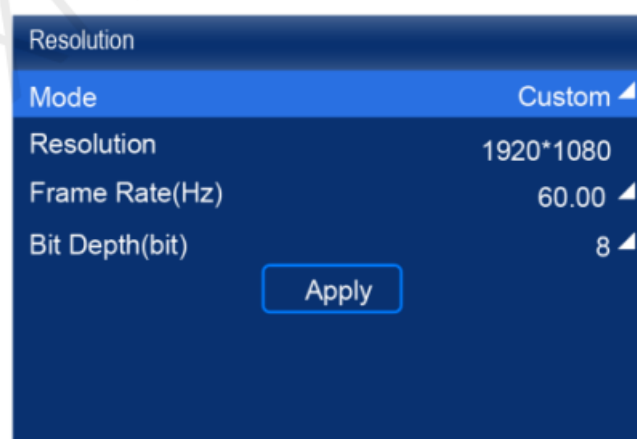 Resolution
Mode Custom
Resolution 1920*1080
Frame Rate(Hz) 60.00
Bit Depth(bit) 8
Apply